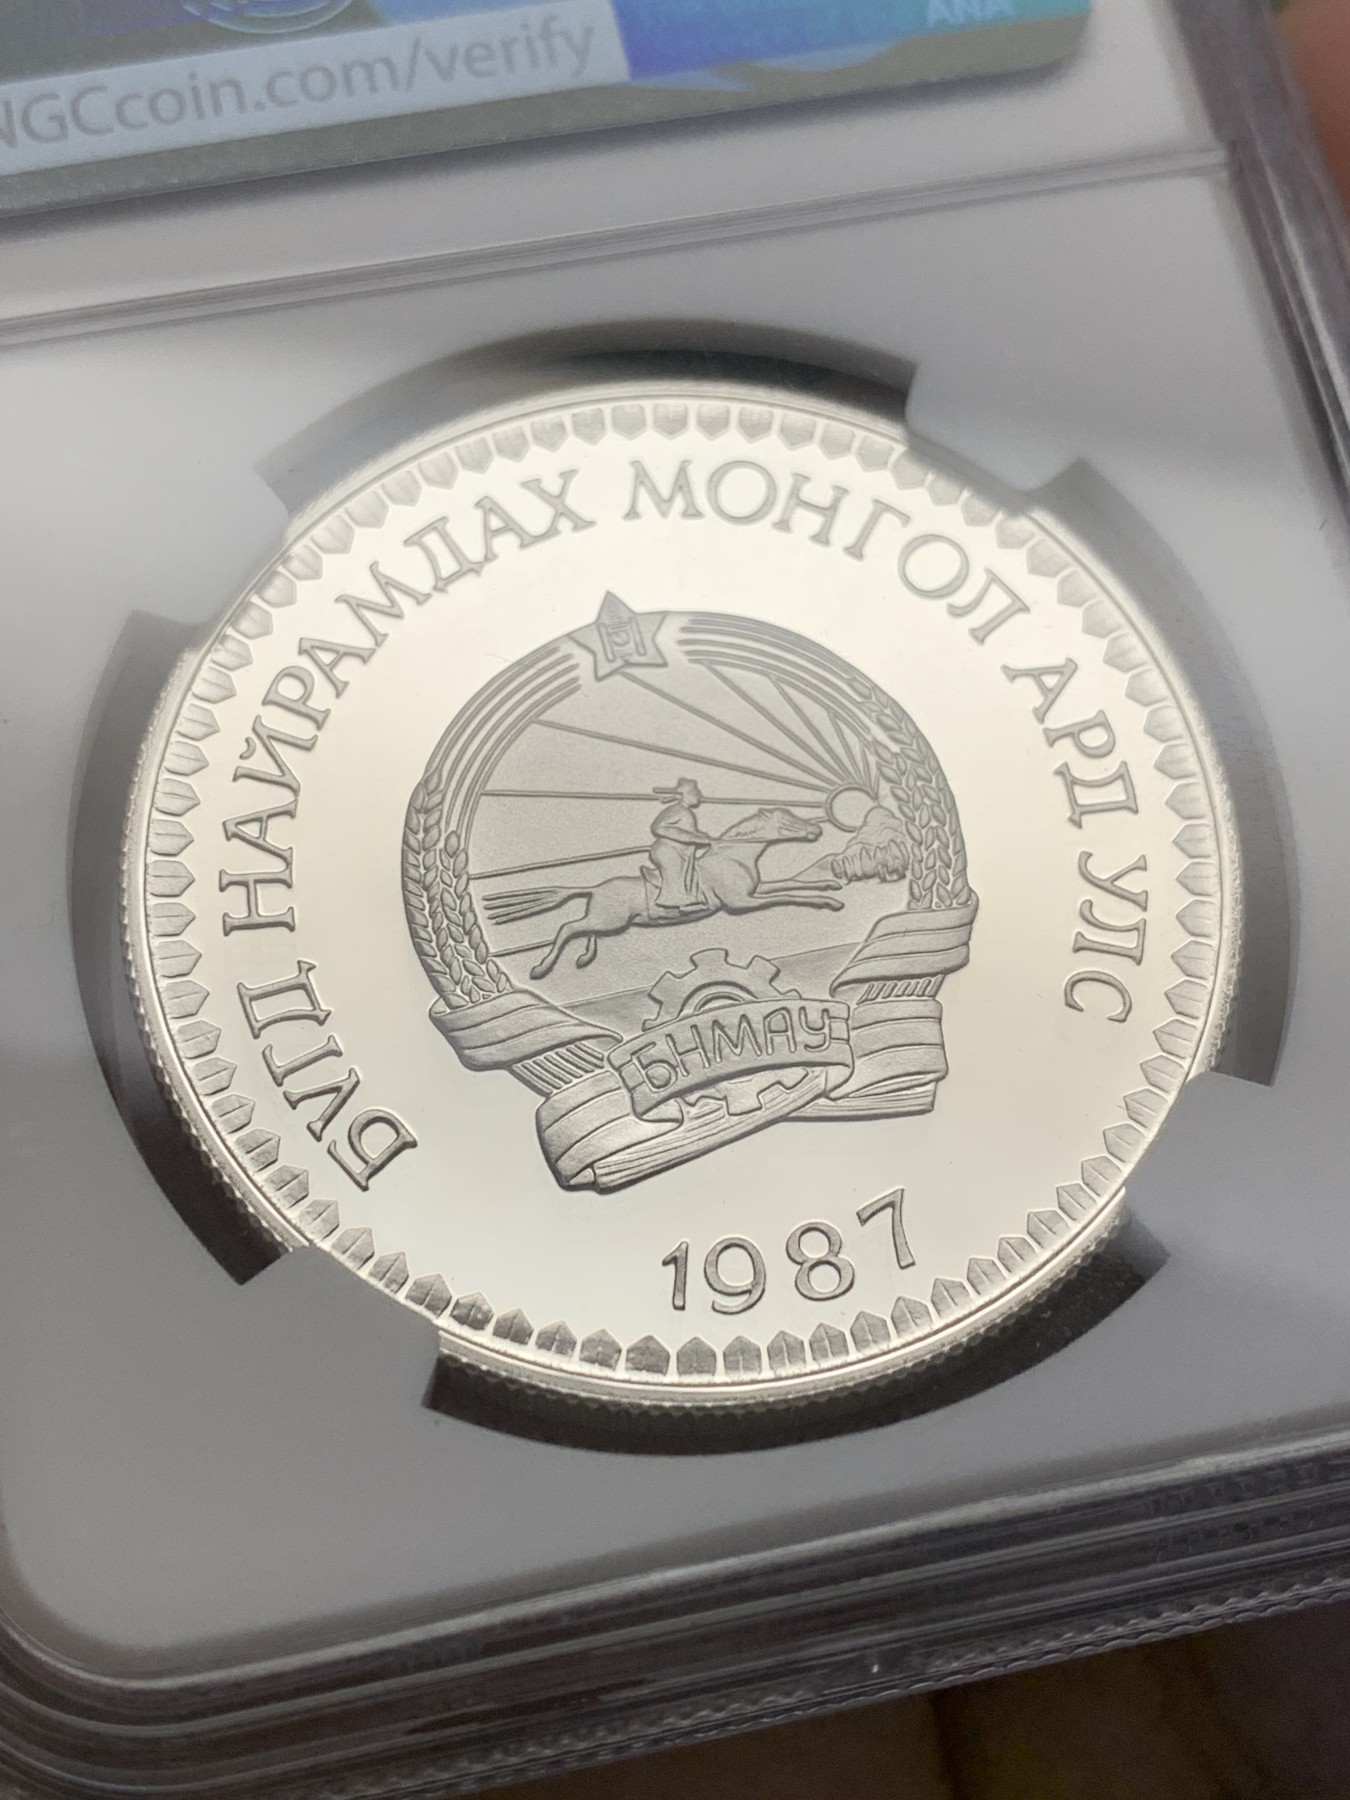 NGCcoin.com/verify
ANA
БҮГД НАЙРАМДАХ МОНГОЛ АРД УЛС
БНМАУ
1987